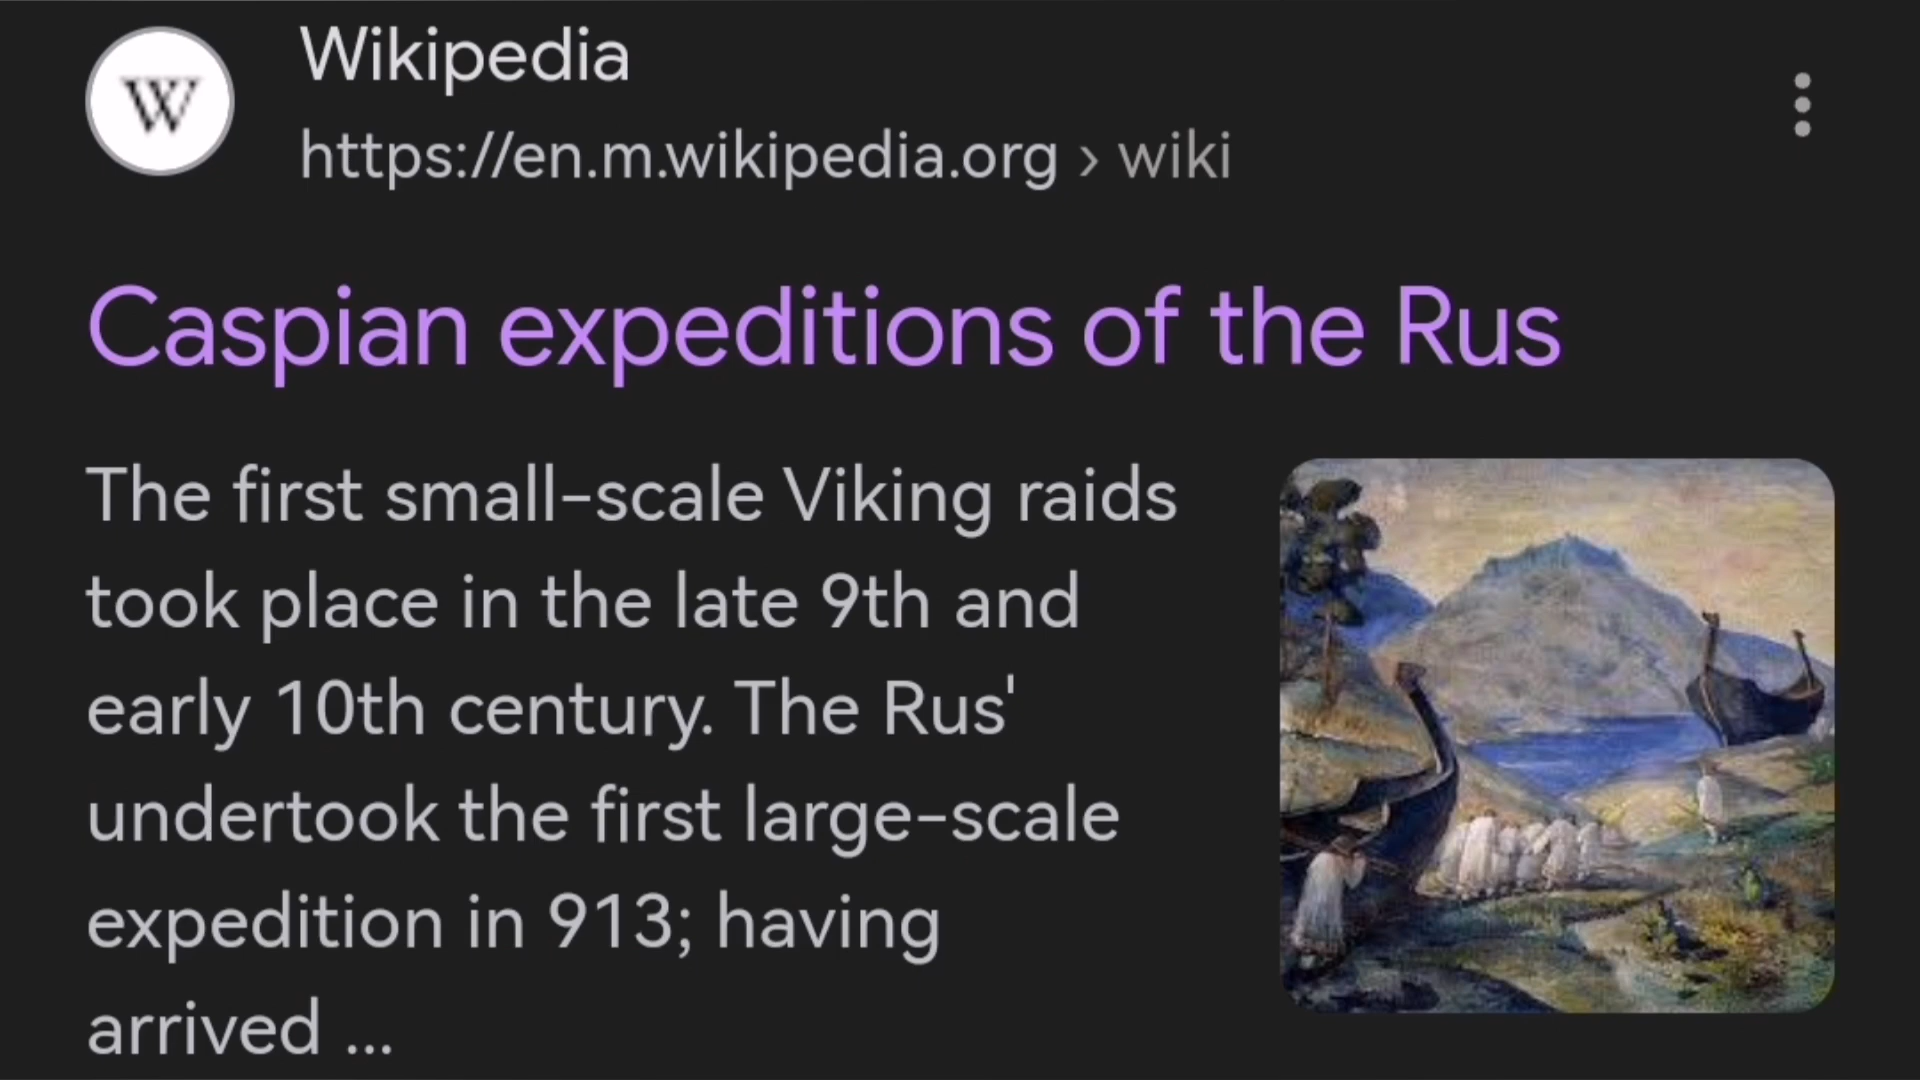 W
Wikipedia
https://en.m.wikipedia.org › wiki
Caspian expeditions of the Rus
The first small-scale Viking raids
took place in the late 9th and
early 10th century. The Rus'
undertook the first large-scale
expedition in 913; having
arrived ...